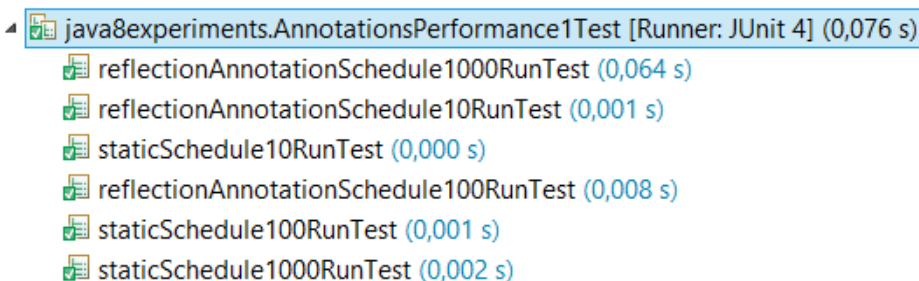 java8experiments.AnnotationsPerformance1Test [Runner: JUnit 4] (0,076 s)
reflectionAnnotationSchedule1000RunTest (0,064 s)
reflectionAnnotationSchedule10RunTest (0,001 s)
staticSchedule10RunTest (0,000 s)
reflectionAnnotationSchedule100RunTest (0,008 s)
staticSchedule100RunTest (0,001 s)
staticSchedule1000RunTest (0,002 s)